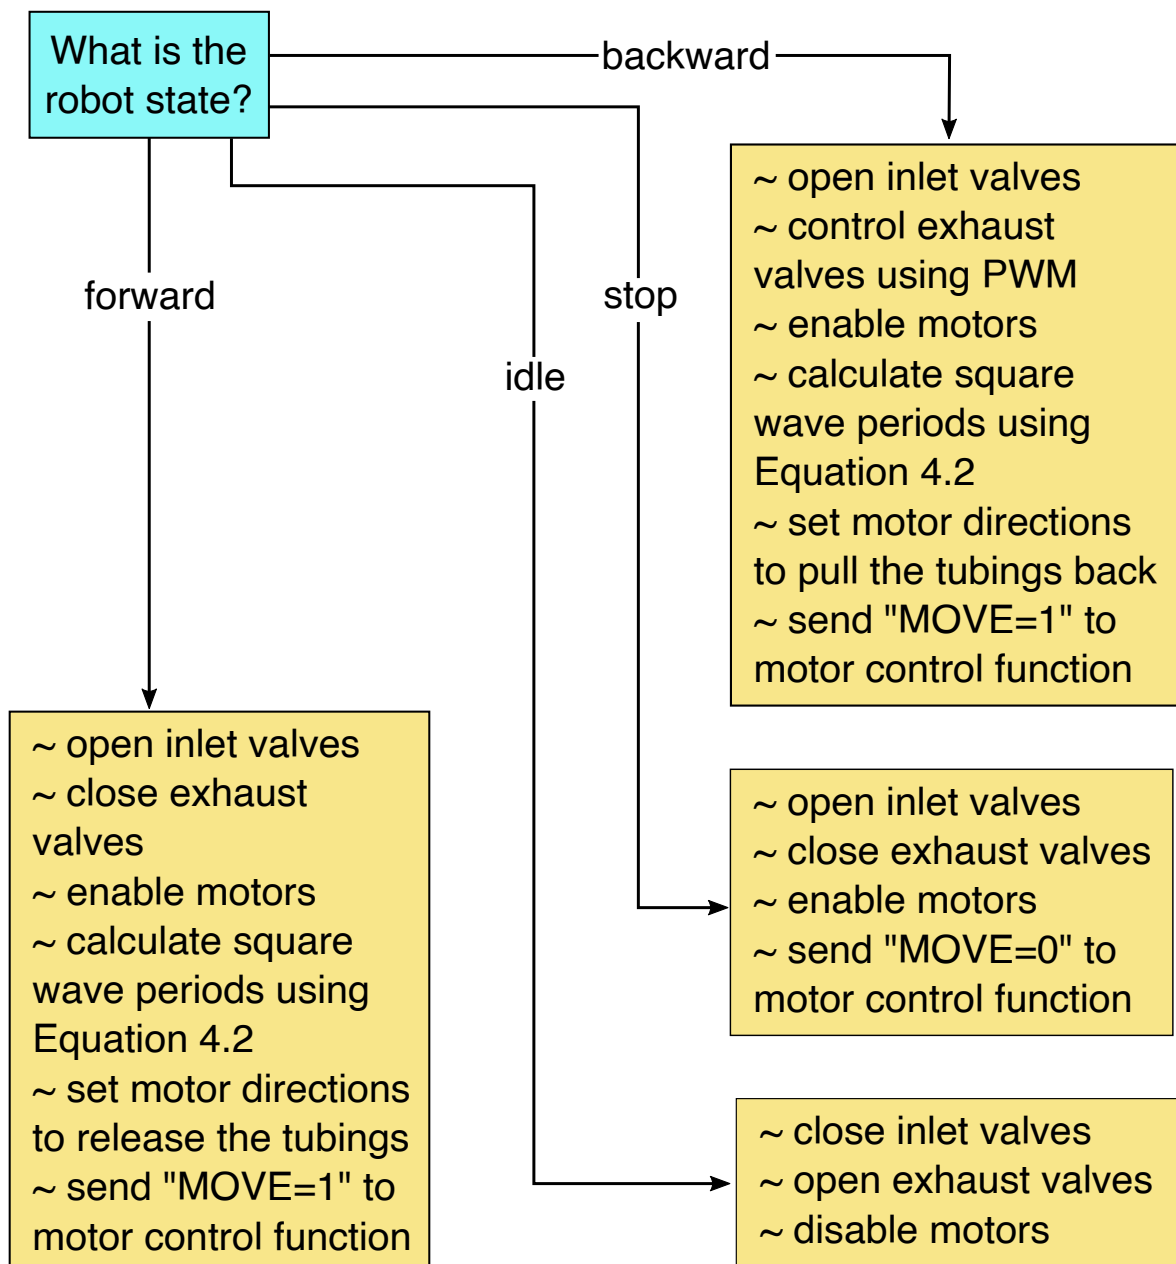 What is the
robot state?
backward
forward
stop
idle
~ open inlet valves
~ control exhaust
valves using PWM
~ enable motors
~ calculate square
wave periods using
Equation 4.2
~ set motor directions
to pull the tubings back
~ send "MOVE=1" to
motor control function
~ open inlet valves
~ close exhaust
valves
~ enable motors
~ calculate square
wave periods using
Equation 4.2
~ set motor directions
to release the tubings
~ send "MOVE=1" to
motor control function
~ open inlet valves
~ close exhaust valves
~ enable motors
~ send "MOVE=0" to
motor control function
~ close inlet valves
~ open exhaust valves
~ disable motors